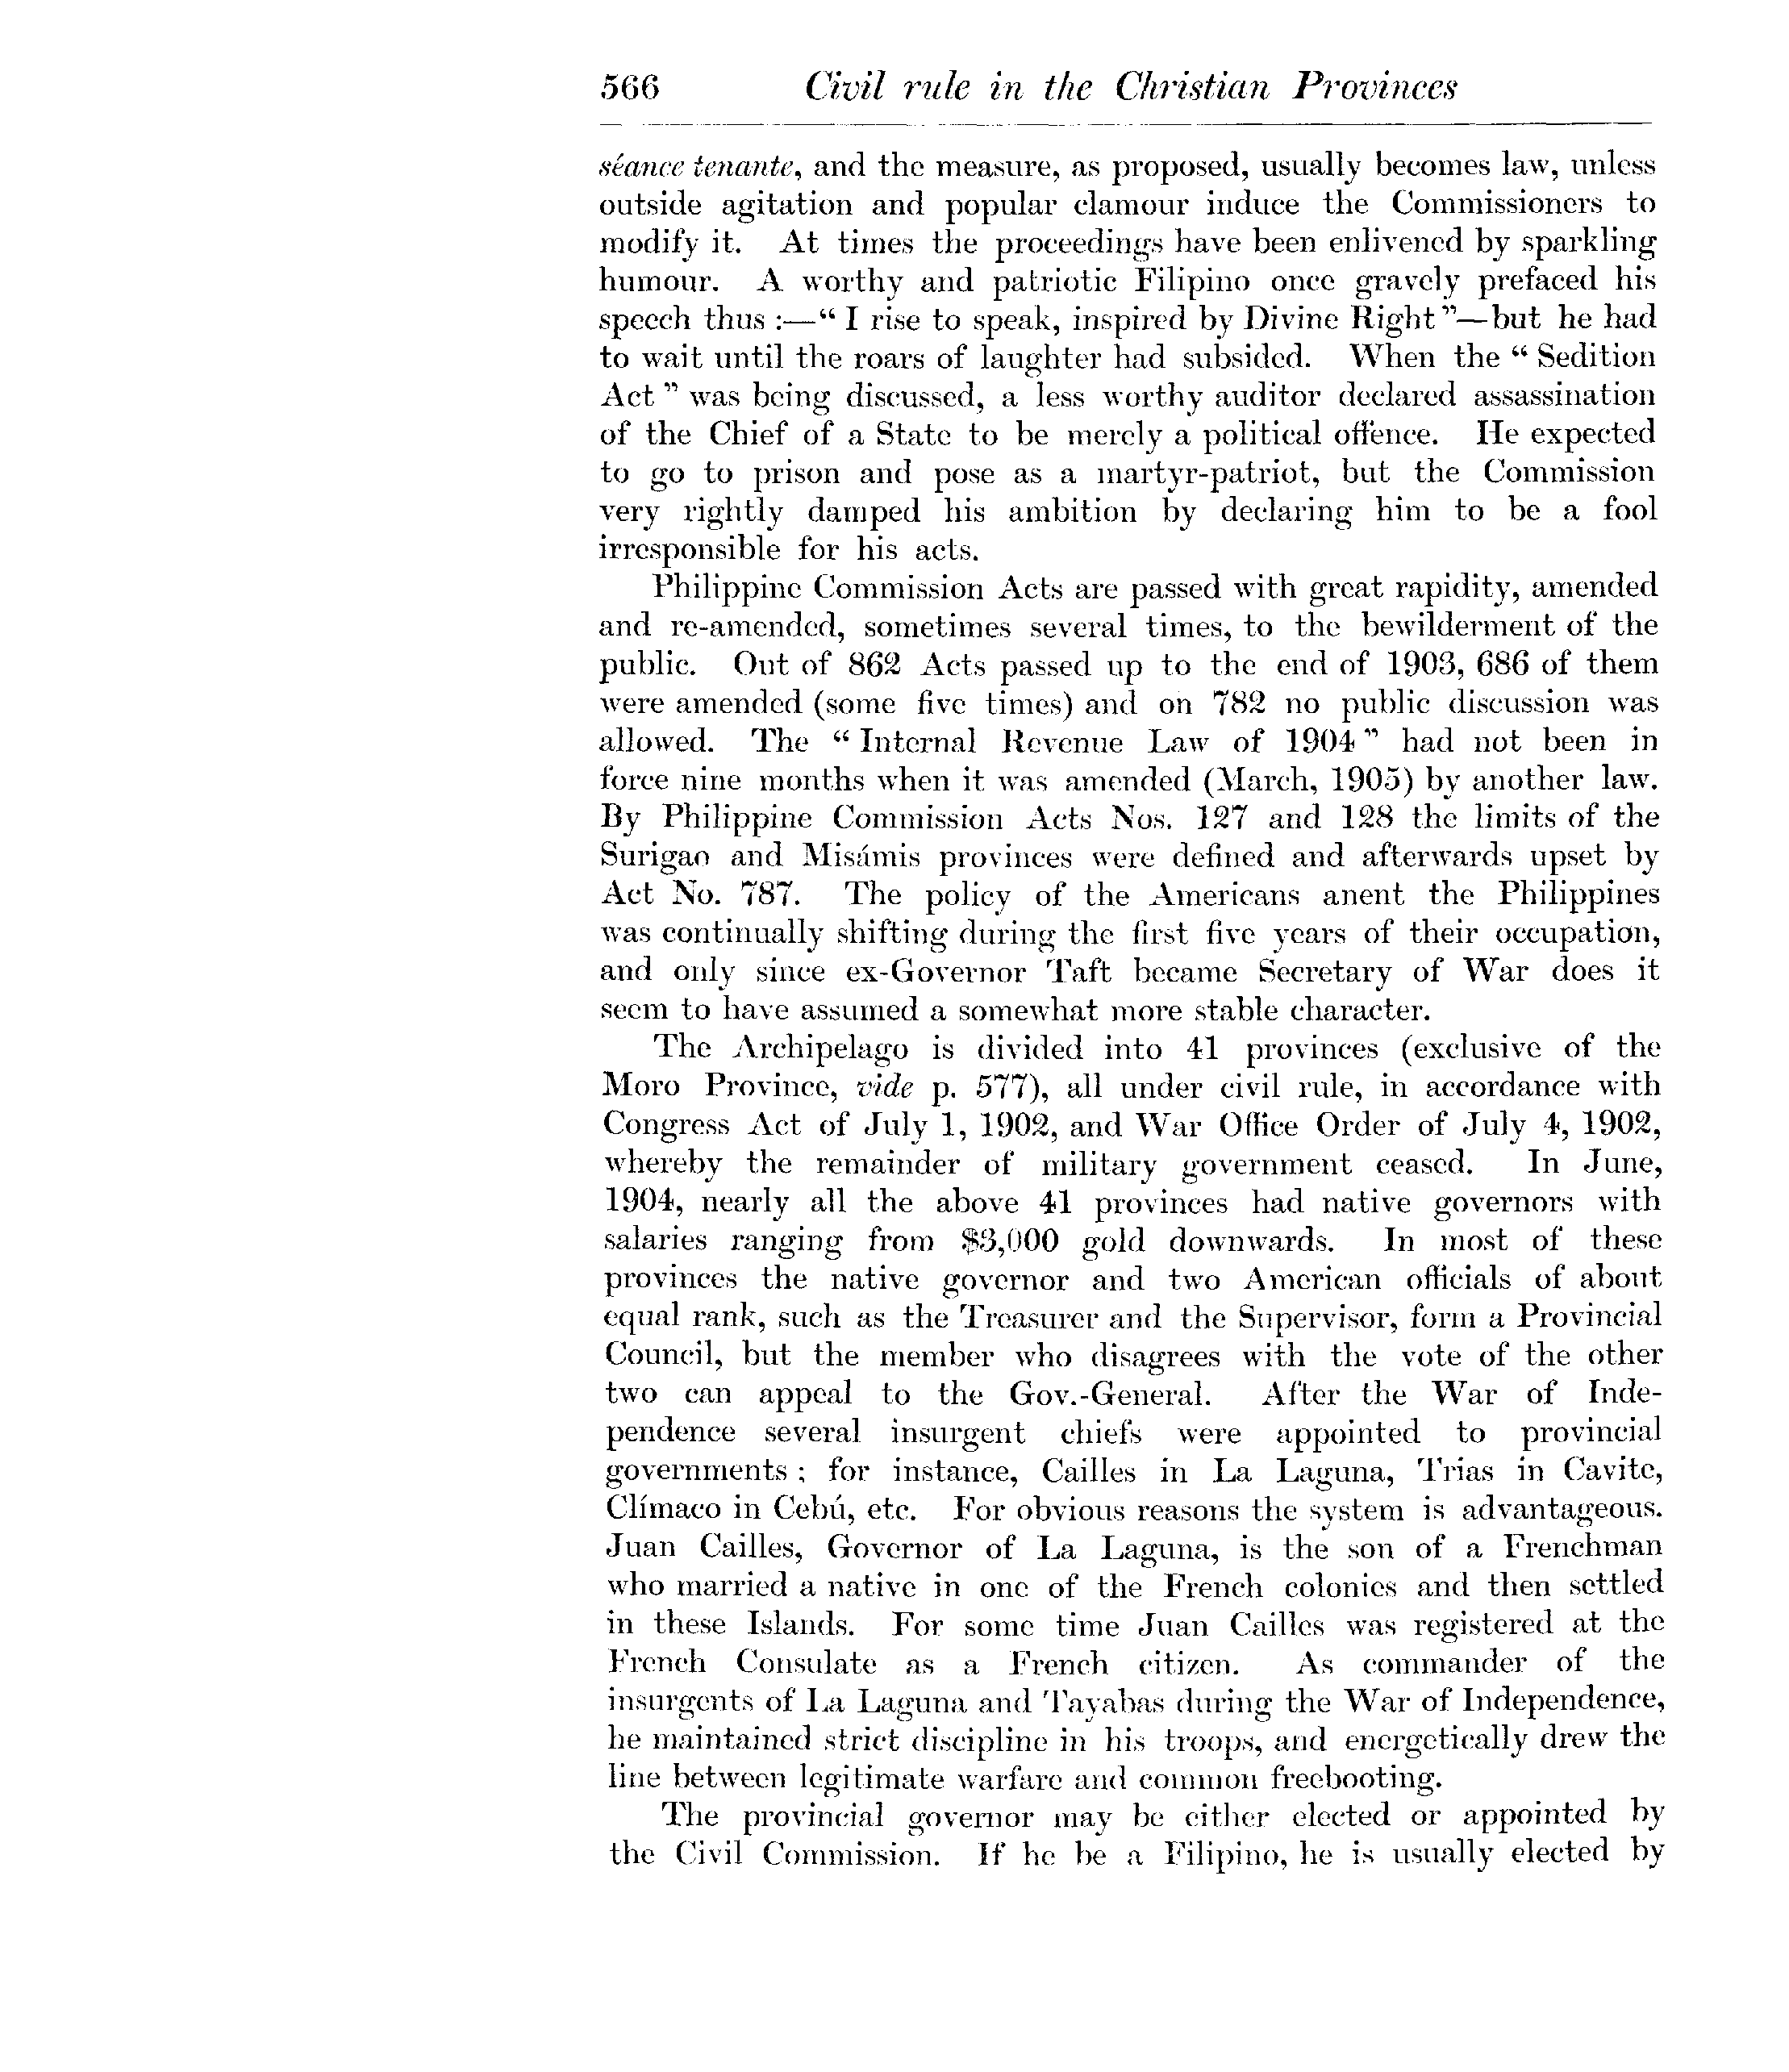 566 Civil rule in the Christian Provinces
séance tenante, and the measure, as proposed, usually becomes law, unless
outside agitation and popular clamour induce the Commissioners to
modify it. At times the proceedings have been enlivened by sparkling
humour. A worthy and patriotic Filipino once gravely prefaced his
speech thus :—“ I rise to speak, inspired by Divine Right ”—but he had
to wait until the roars of laughter had subsided. When the “ Sedition
Act ” was being discussed, a less worthy auditor declared assassination
of the Chief of a State to be merely a political offence. He expected
to go to prison and pose as a martyr-patriot, but the Commission
very rightly damped his ambition by declaring him to be a fool
irresponsible for his acts.
Philippine Commission Acts are passed with great rapidity, amended
and re-amended, sometimes several times, to the bewilderment of the
public. Out of 862 Acts passed up to the end of 1903, 686 of them
were amended (some five times) and on 782 no public discussion was
allowed. The “ Internal Revenue Law of 1904 ” had not been in
force nine months when it was amended (March, 1905) by another law.
By Philippine Commission Acts Nos. 127 and 128 the limits of the
Surigao and Misámis provinces were defined and afterwards upset by
Act No. 787. The policy of the Americans anent the Philippines
was continually shifting during the first five years of their occupation,
and only since ex-Governor Taft became Secretary of War does it
seem to have assumed a somewhat more stable character.
The Archipelago is divided into 41 provinces (exclusive of the
Moro Province, vide p. 577), all under civil rule, in accordance with
Congress Act of July 1, 1902, and War Office Order of July 4, 1902,
whereby the remainder of military government ceased. In June,
1904, nearly all the above 41 provinces had native governors with
salaries ranging from $3,000 gold downwards. In most of these
provinces the native governor and two American officials of about
equal rank, such as the Treasurer and the Supervisor, form a Provincial
Council, but the member who disagrees with the vote of the other
two can appeal to the Gov.-General. After the War of Inde-
pendence several insurgent chiefs were appointed to provincial
governments ; for instance, Cailles in La Laguna, Trias in Cavite,
Clímaco in Cebú, etc. For obvious reasons the system is advantageous.
Juan Cailles, Governor of La Laguna, is the son of a Frenchman
who married a native in one of the French colonies and then settled
in these Islands. For some time Juan Cailles was registered at the
French Consulate as a French citizen. As commander of the
insurgents of La Laguna and Tayabas during the War of Independence,
he maintained strict discipline in his troops, and energetically drew the
line between legitimate warfare and common freebooting.
The provincial governor may be either elected or appointed by
the Civil Commission. If he be a Filipino, he is usually elected by